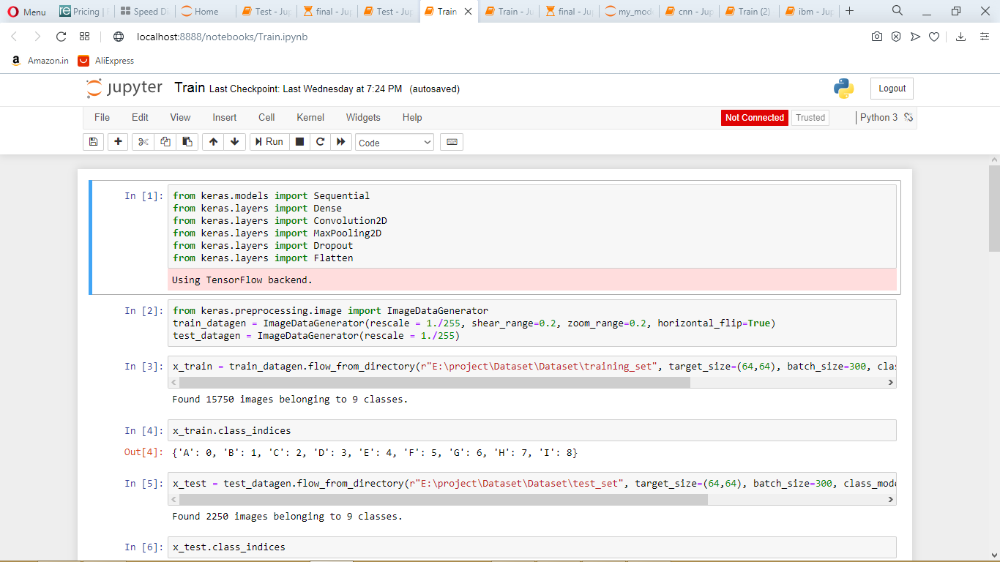 Menu
Pricing |
Speed Di
Home
Test - Jup
final - Jup
Test - Jup
Train
Train - Ju
final - Jup
my_mod
cnn - Jup
Train (2)
ibm - Jup
localhost:8888/notebooks/Train.ipynb
Amazon.in
AliExpress
jupyter Train Last Checkpoint: Last Wednesday at 7:24 PM (autosaved)
Logout
File Edit View Insert Cell Kernel Widgets Help
Not Connected Trusted Python 3
Run Code
In [1]: from keras.models import Sequential
from keras.layers import Dense
from keras.layers import Convolution2D
from keras.layers import MaxPooling2D
from keras.layers import Dropout
from keras.layers import Flatten
Using TensorFlow backend.
In [2]: from keras.preprocessing.image import ImageDataGenerator
train_datagen = ImageDataGenerator(rescale = 1./255, shear_range=0.2, zoom_range=0.2, horizontal_flip=True)
test_datagen = ImageDataGenerator(rescale = 1./255)
In [3]: x_train = train_datagen.flow_from_directory(r"E:\project\Dataset\Dataset\training_set", target_size=(64,64), batch_size=300, clas
Found 15750 images belonging to 9 classes.
In [4]: x_train.class_indices
Out[4]: {'A': 0, 'B': 1, 'C': 2, 'D': 3, 'E': 4, 'F': 5, 'G': 6, 'H': 7, 'I': 8}
In [5]: x_test = test_datagen.flow_from_directory(r"E:\project\Dataset\Dataset\test_set", target_size=(64,64), batch_size=300, class_mode
Found 2250 images belonging to 9 classes.
In [6]: x_test.class_indices